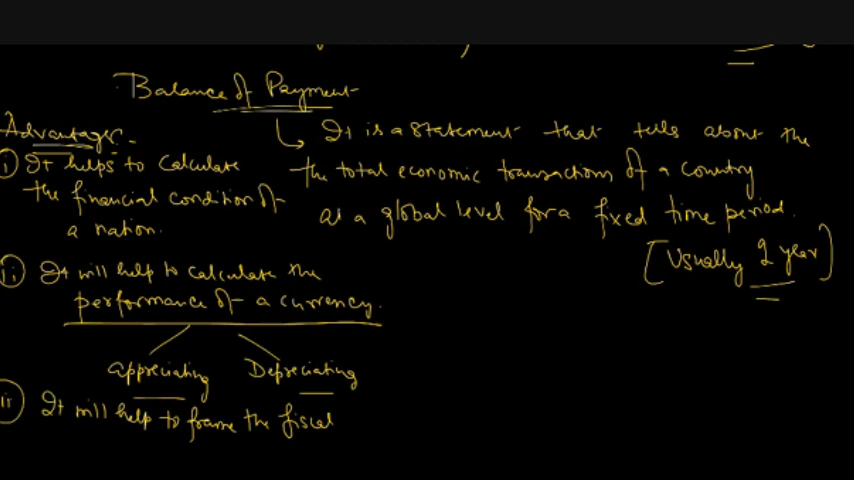 Balance of Payment
It is a statement that tells about the
the total economic transactions of a country
at a global level for a fixed time period.
[Usually 1 year]
Advantages:-
i) It helps to calculate
the financial condition of
a nation.
ii) It will help to calculate the
performance of a currency.
Appreciating Depreciating
It will help to frame the fiscal